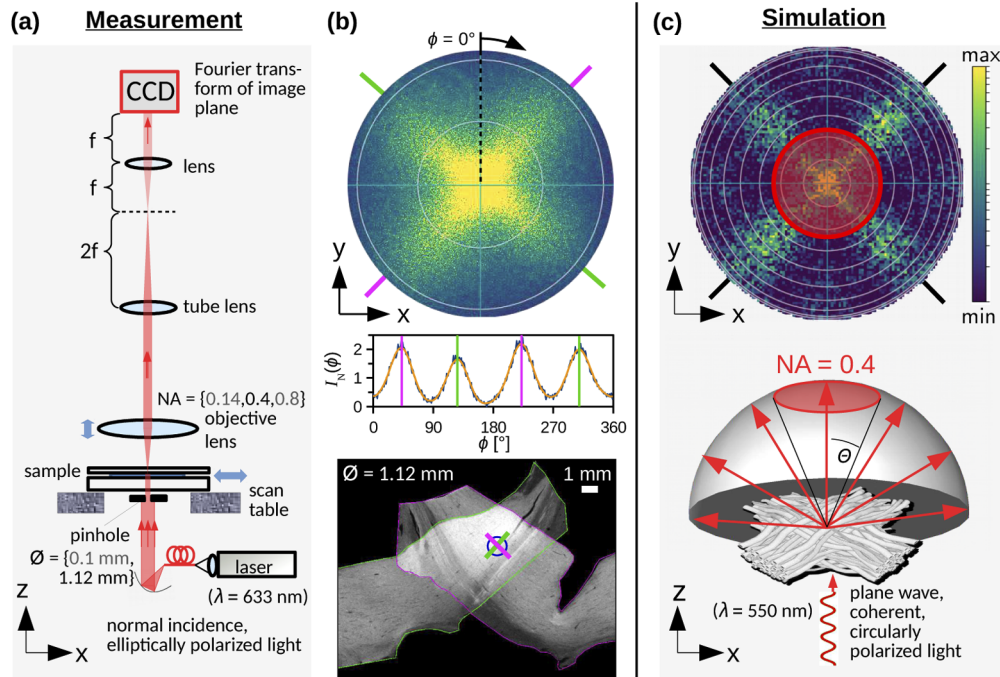 (a) Measurement
CCD
Fourier trans-
form of image
plane
f
lens
f
2f
tube lens
NA = {0.14,0.4,0.8}
objective
lens
sample
scan
table
pinhole
Ø = {0.1 mm,
1.12 mm}
laser
(λ = 633 nm)
z
x
normal incidence,
elliptically polarized light
(b)
ϕ = 0°
y
x
I_N(ϕ)
2
1
0
0 90 180 270 360
ϕ [°]
Ø = 1.12 mm
1 mm
(c) Simulation
max
min
y
x
NA = 0.4
Θ
z
x
(λ = 550 nm)
plane wave,
coherent,
circularly
polarized light